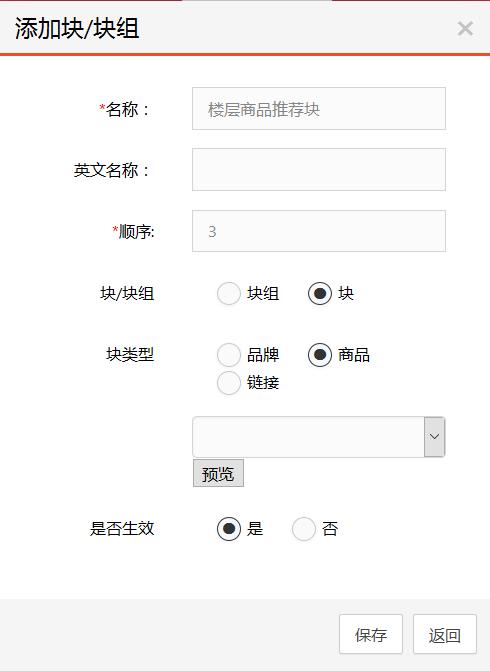 添加块/块组
*名称：
楼层商品推荐块
英文名称：
*顺序:
3
块/块组
块组
块
块类型
品牌
商品
链接
预览
是否生效
是
否
保存
返回